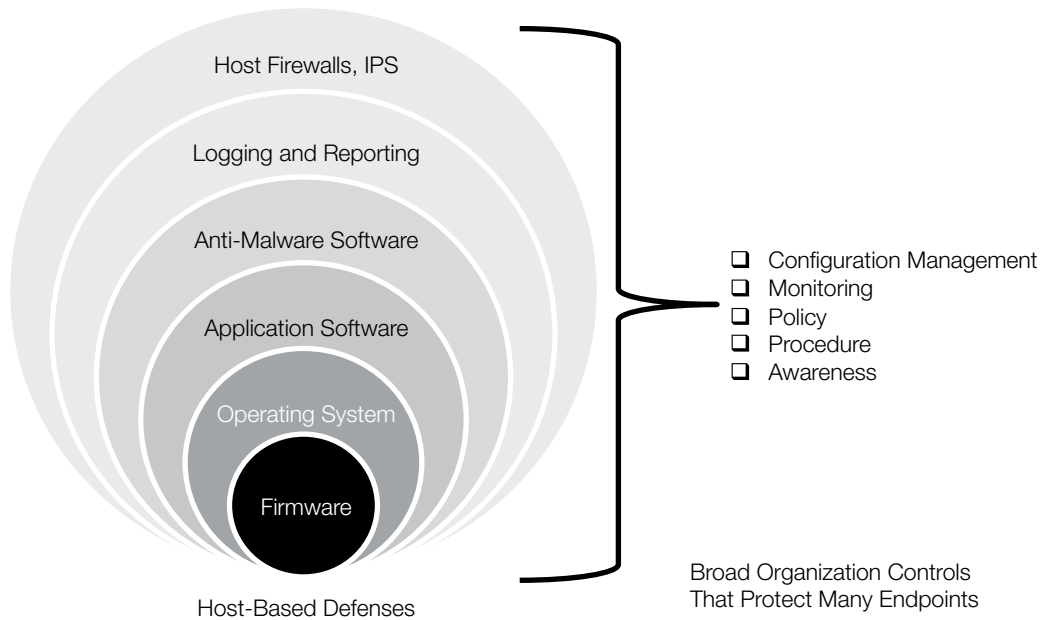 Host Firewalls, IPS
Logging and Reporting
Anti-Malware Software
Application Software
Operating System
Firmware
Host-Based Defenses
❑ Configuration Management
❑ Monitoring
❑ Policy
❑ Procedure
❑ Awareness
Broad Organization Controls
That Protect Many Endpoints